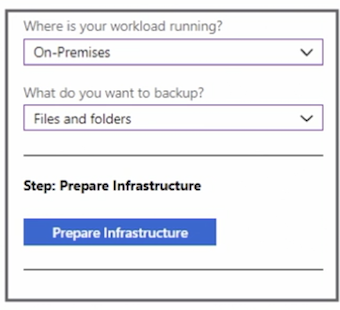 Where is your workload running?
On-Premises
What do you want to backup?
Files and folders
Step: Prepare Infrastructure
Prepare Infrastructure